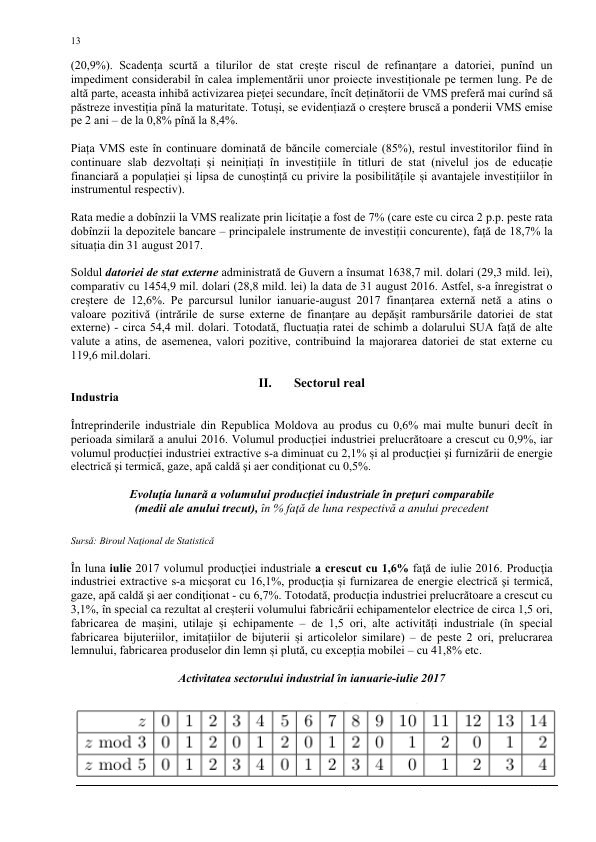 13
(20,9%). Scadența scurtă a tilurilor de stat crește riscul de refinanțare a datoriei, punînd un
impediment considerabil în calea implementării unor proiecte investiționale pe termen lung. Pe de
altă parte, aceasta inhibă activizarea pieței secundare, încît deținătorii de VMS preferă mai curînd să
păstreze investiția pînă la maturitate. Totuși, se evidențiază o creștere bruscă a ponderii VMS emise
pe 2 ani – de la 0,8% pînă la 8,4%.
Piața VMS este în continuare dominată de băncile comerciale (85%), restul investitorilor fiind în
continuare slab dezvoltați și neinițiați în investițiile în titluri de stat (nivelul jos de educație
financiară a populației și lipsa de cunoștință cu privire la posibilitățile și avantajele investițiilor în
instrumentul respectiv).
Rata medie a dobînzii la VMS realizate prin licitație a fost de 7% (care este cu circa 2 p.p. peste rata
dobînzii la depozitele bancare – principalele instrumente de investiții concurente), față de 18,7% la
situația din 31 august 2017.
Soldul datoriei de stat externe administrată de Guvern a însumat 1638,7 mil. dolari (29,3 mild. lei),
comparativ cu 1454,9 mil. dolari (28,8 mild. lei) la data de 31 august 2016. Astfel, s-a înregistrat o
creștere de 12,6%. Pe parcursul lunilor ianuarie-august 2017 finanțarea externă netă a atins o
valoare pozitivă (intrările de surse externe de finanțare au depășit rambursările datoriei de stat
externe) - circa 54,4 mil. dolari. Totodată, fluctuația ratei de schimb a dolarului SUA față de alte
valute a atins, de asemenea, valori pozitive, contribuind la majorarea datoriei de stat externe cu
119,6 mil.dolari.
II. Sectorul real
Industria
Întreprinderile industriale din Republica Moldova au produs cu 0,6% mai multe bunuri decît în
perioada similară a anului 2016. Volumul producției industriei prelucrătoare a crescut cu 0,9%, iar
volumul producției industriei extractive s-a diminuat cu 2,1% și al producţiei şi furnizării de energie
electrică şi termică, gaze, apă caldă şi aer condiţionat cu 0,5%.
Evoluţia lunară a volumului producţiei industriale în preţuri comparabile
(medii ale anului trecut), în % faţă de luna respectivă a anului precedent
Sursă: Biroul Naţional de Statistică
În luna iulie 2017 volumul producţiei industriale a crescut cu 1,6% faţă de iulie 2016. Producţia
industriei extractive s-a micșorat cu 16,1%, producţia şi furnizarea de energie electrică şi termică,
gaze, apă caldă şi aer condiţionat - cu 6,7%. Totodată, producția industriei prelucrătoare a crescut cu
3,1%, în special ca rezultat al creșterii volumului fabricării echipamentelor electrice de circa 1,5 ori,
fabricarea de mașini, utilaje și echipamente – de 1,5 ori, alte activități industriale (în special
fabricarea bijuteriilor, imitațiilor de bijuterii și articolelor similare) – de peste 2 ori, prelucrarea
lemnului, fabricarea produselor din lemn și plută, cu excepția mobilei – cu 41,8% etc.
Activitatea sectorului industrial în ianuarie-iulie 2017
z 0 1 2 3 4 5 6 7 8 9 10 11 12 13 14
z mod 3 0 1 2 0 1 2 0 1 2 0 1 2 0 1 2
z mod 5 0 1 2 3 4 0 1 2 3 4 0 1 2 3 4